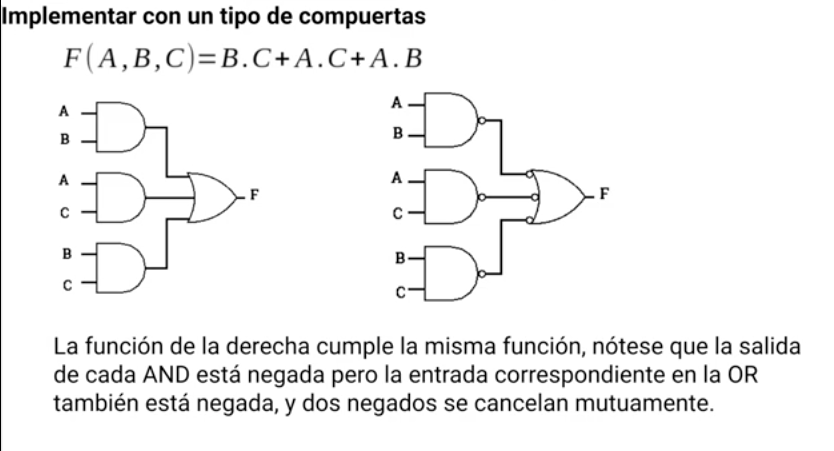 Implementar con un tipo de compuertas
F(A,B,C)=B.C+A.C+A.B
A
B
A
C
B
C
F
A
B
A
C
B
C
F
La función de la derecha cumple la misma función, nótese que la salida
de cada AND está negada pero la entrada correspondiente en la OR
también está negada, y dos negados se cancelan mutuamente.